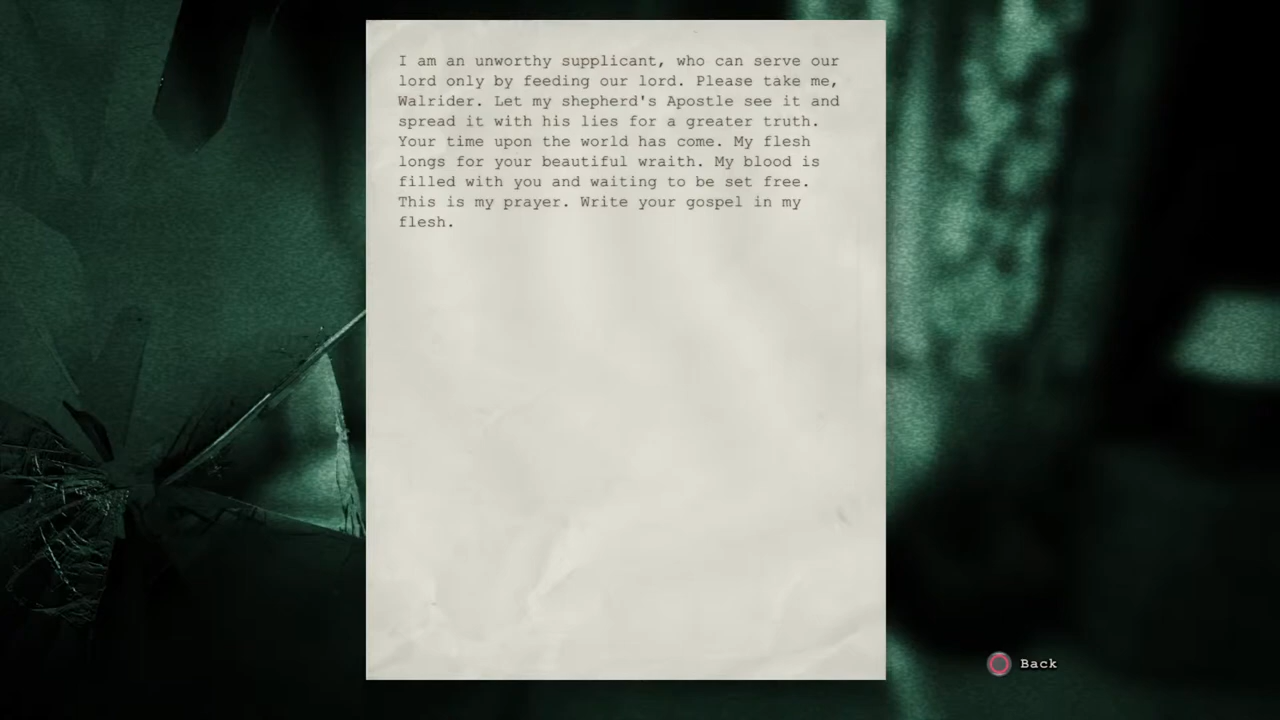 I am an unworthy supplicant, who can serve our
lord only by feeding our lord. Please take me,
Walrider. Let my shepherd's Apostle see it and
spread it with his lies for a greater truth.
Your time upon the world has come. My flesh
longs for your beautiful wraith. My blood is
filled with you and waiting to be set free.
This is my prayer. Write your gospel in my
flesh.
Back